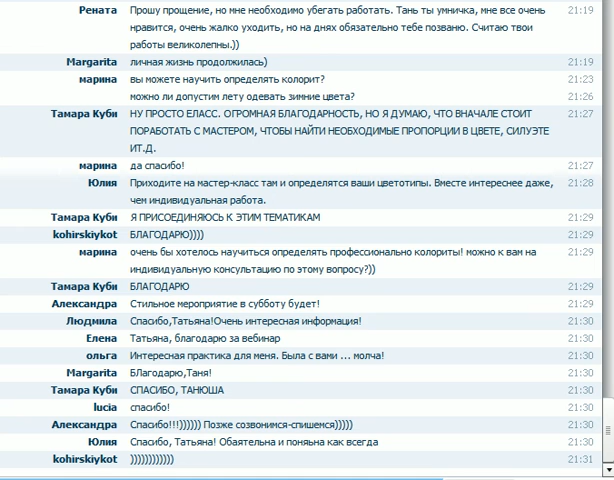 Рената Прошу прощение, но мне необходимо убегать работать. Тань ты умничка, мне все очень 21:19
нравится, очень жалко уходить, но на днях обязательно тебе позваню. Считаю твои
работы великолепны.))
Margarita личная жизнь продолжилась) 21:19
марина вы можете научить определять колорит? 21:23
можно ли допустим лету одевать зимние цвета? 21:26
Тамара Куби НУ ПРОСТО ЕЛАСС. ОГРОМНАЯ БЛАГОДАРНОСТЬ, НО Я ДУМАЮ, ЧТО ВНАЧАЛЕ СТОИТ 21:27
ПОРАБОТАТЬ С МАСТЕРОМ, ЧТОБЫ НАЙТИ НЕОБХОДИМЫЕ ПРОПОРЦИИ В ЦВЕТЕ, СИЛУЭТЕ
ИТ.Д.
марина да спасибо! 21:27
Юлия Приходите на мастер-класс там и определятся ваши цветотипы. Вместе интереснее даже, 21:28
чем индивидуальная работа.
Тамара Куби Я ПРИСОЕДИНЯЮСЬ К ЭТИМ ТЕМАТИКАМ 21:29
kohirskiykot БЛАГОДАРЮ)))) 21:29
марина очень бы хотелось научиться определять профессионально колориты! можно к вам на 21:29
индивидуальную консультацию по этому вопросу?))
Тамара Куби БЛАГОДАРЮ 21:29
Александра Стильное мероприятие в субботу будет! 21:29
Людмила Спасибо,Татьяна!Очень интересная информация! 21:30
Елена Татьяна, благодарю за вебинар 21:30
ольга Интересная практика для меня. Была с вами ... молча! 21:30
Margarita БЛагодарю,Таня! 21:30
Тамара Куби СПАСИБО, ТАНЮША 21:30
lucia спасибо! 21:30
Александра Спасибо!!!)))))) Позже созвонимся-спишемся))))) 21:30
Юлия Спасибо, Татьяна! Обаятельна и поняьна как всегда 21:30
kohirskiykot )))))))))))) 21:31